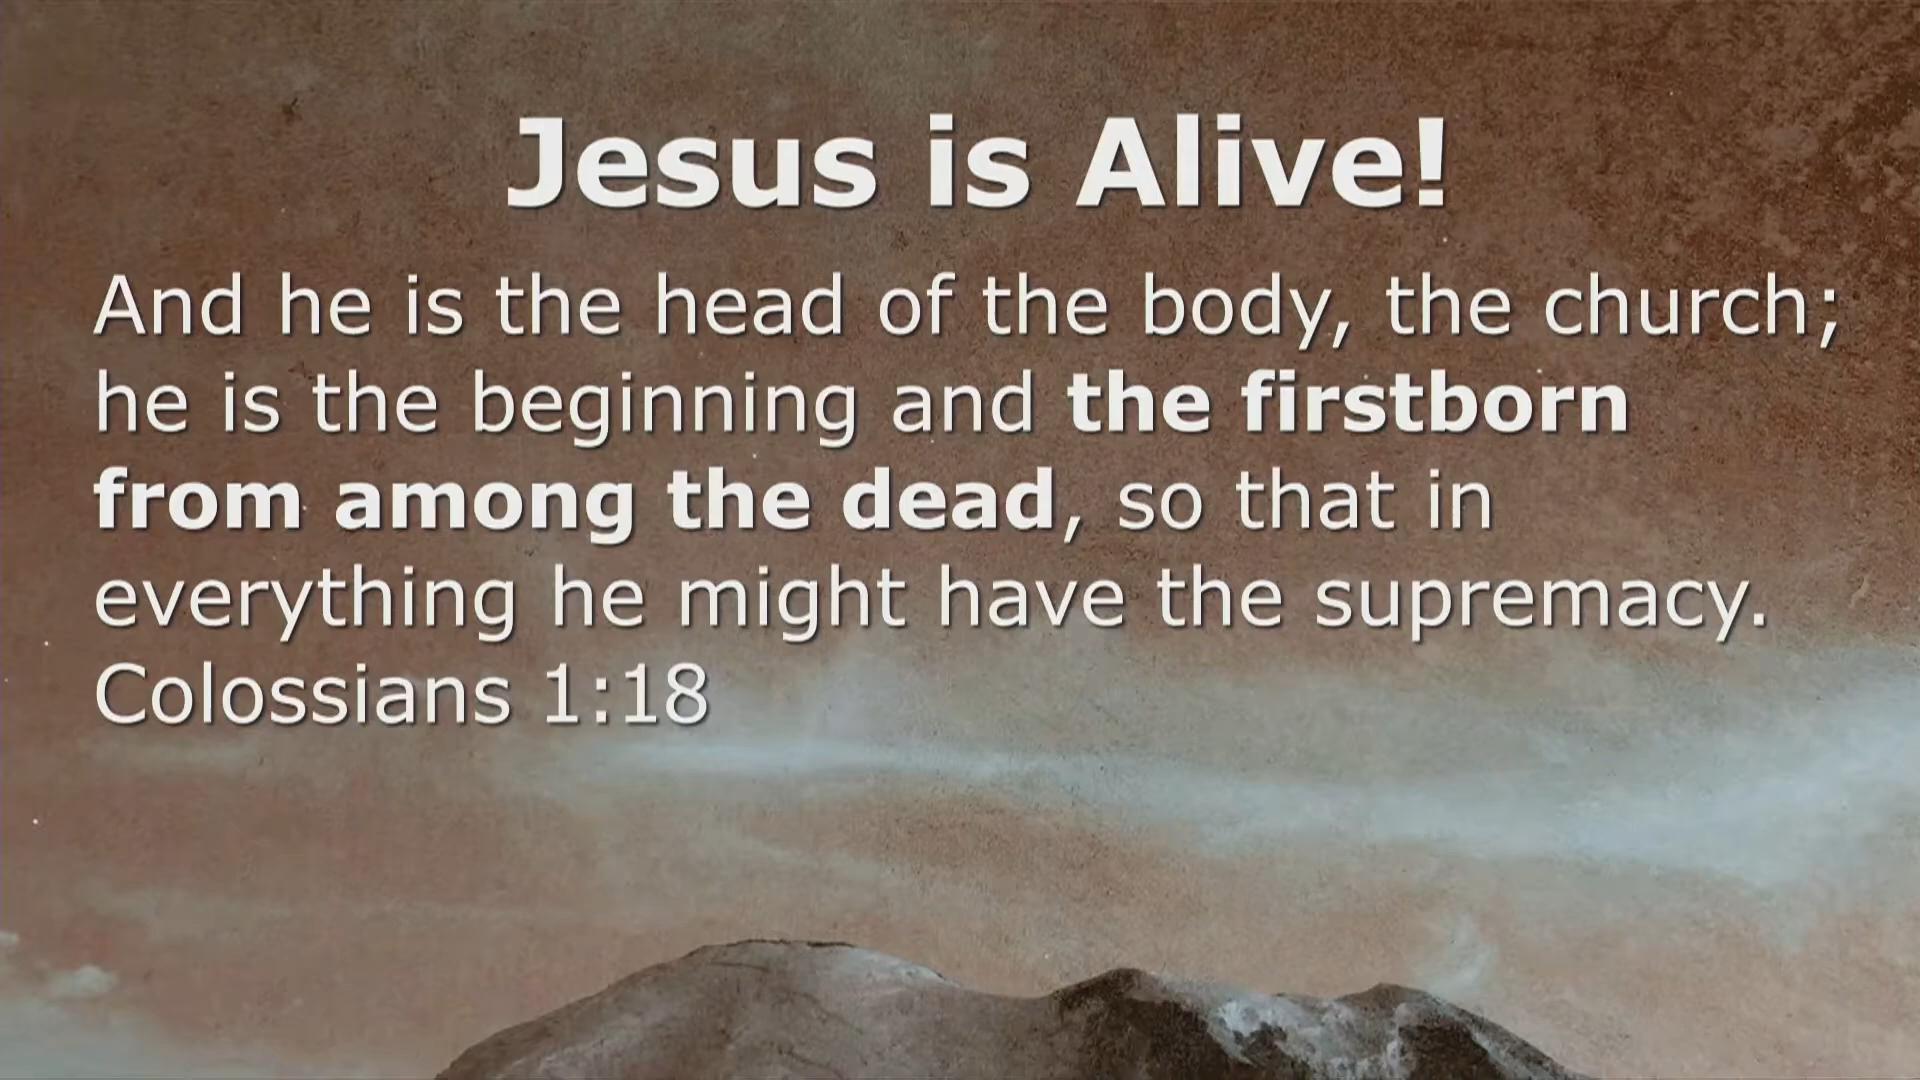 Jesus is Alive!
And he is the head of the body, the church;
he is the beginning and the firstborn
from among the dead, so that in
everything he might have the supremacy.
Colossians 1:18